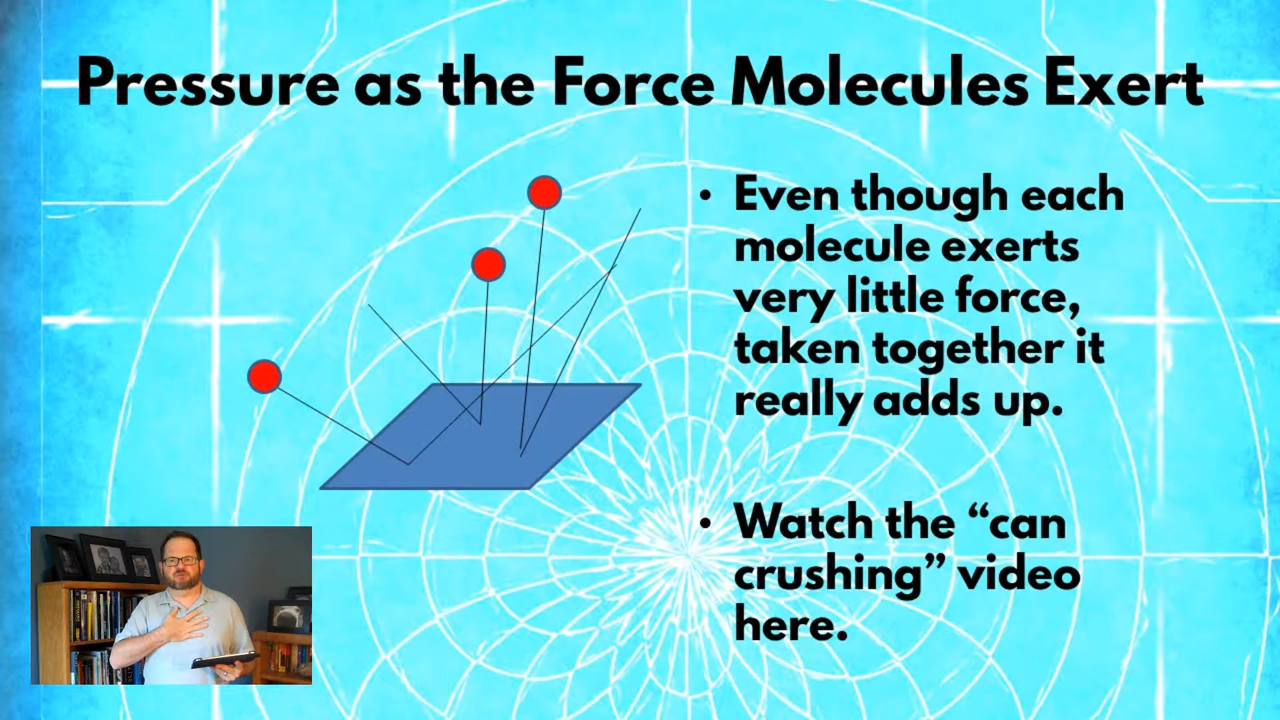 Pressure as the Force Molecules Exert
• Even though each
molecule exerts
very little force,
taken together it
really adds up.
• Watch the “can
crushing” video
here.